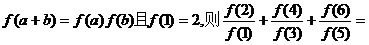 f(a+b)=f(a)f(b)且f(1)=2,则 f(2)/f(1) + f(4)/f(3) + f(6)/f(5) =